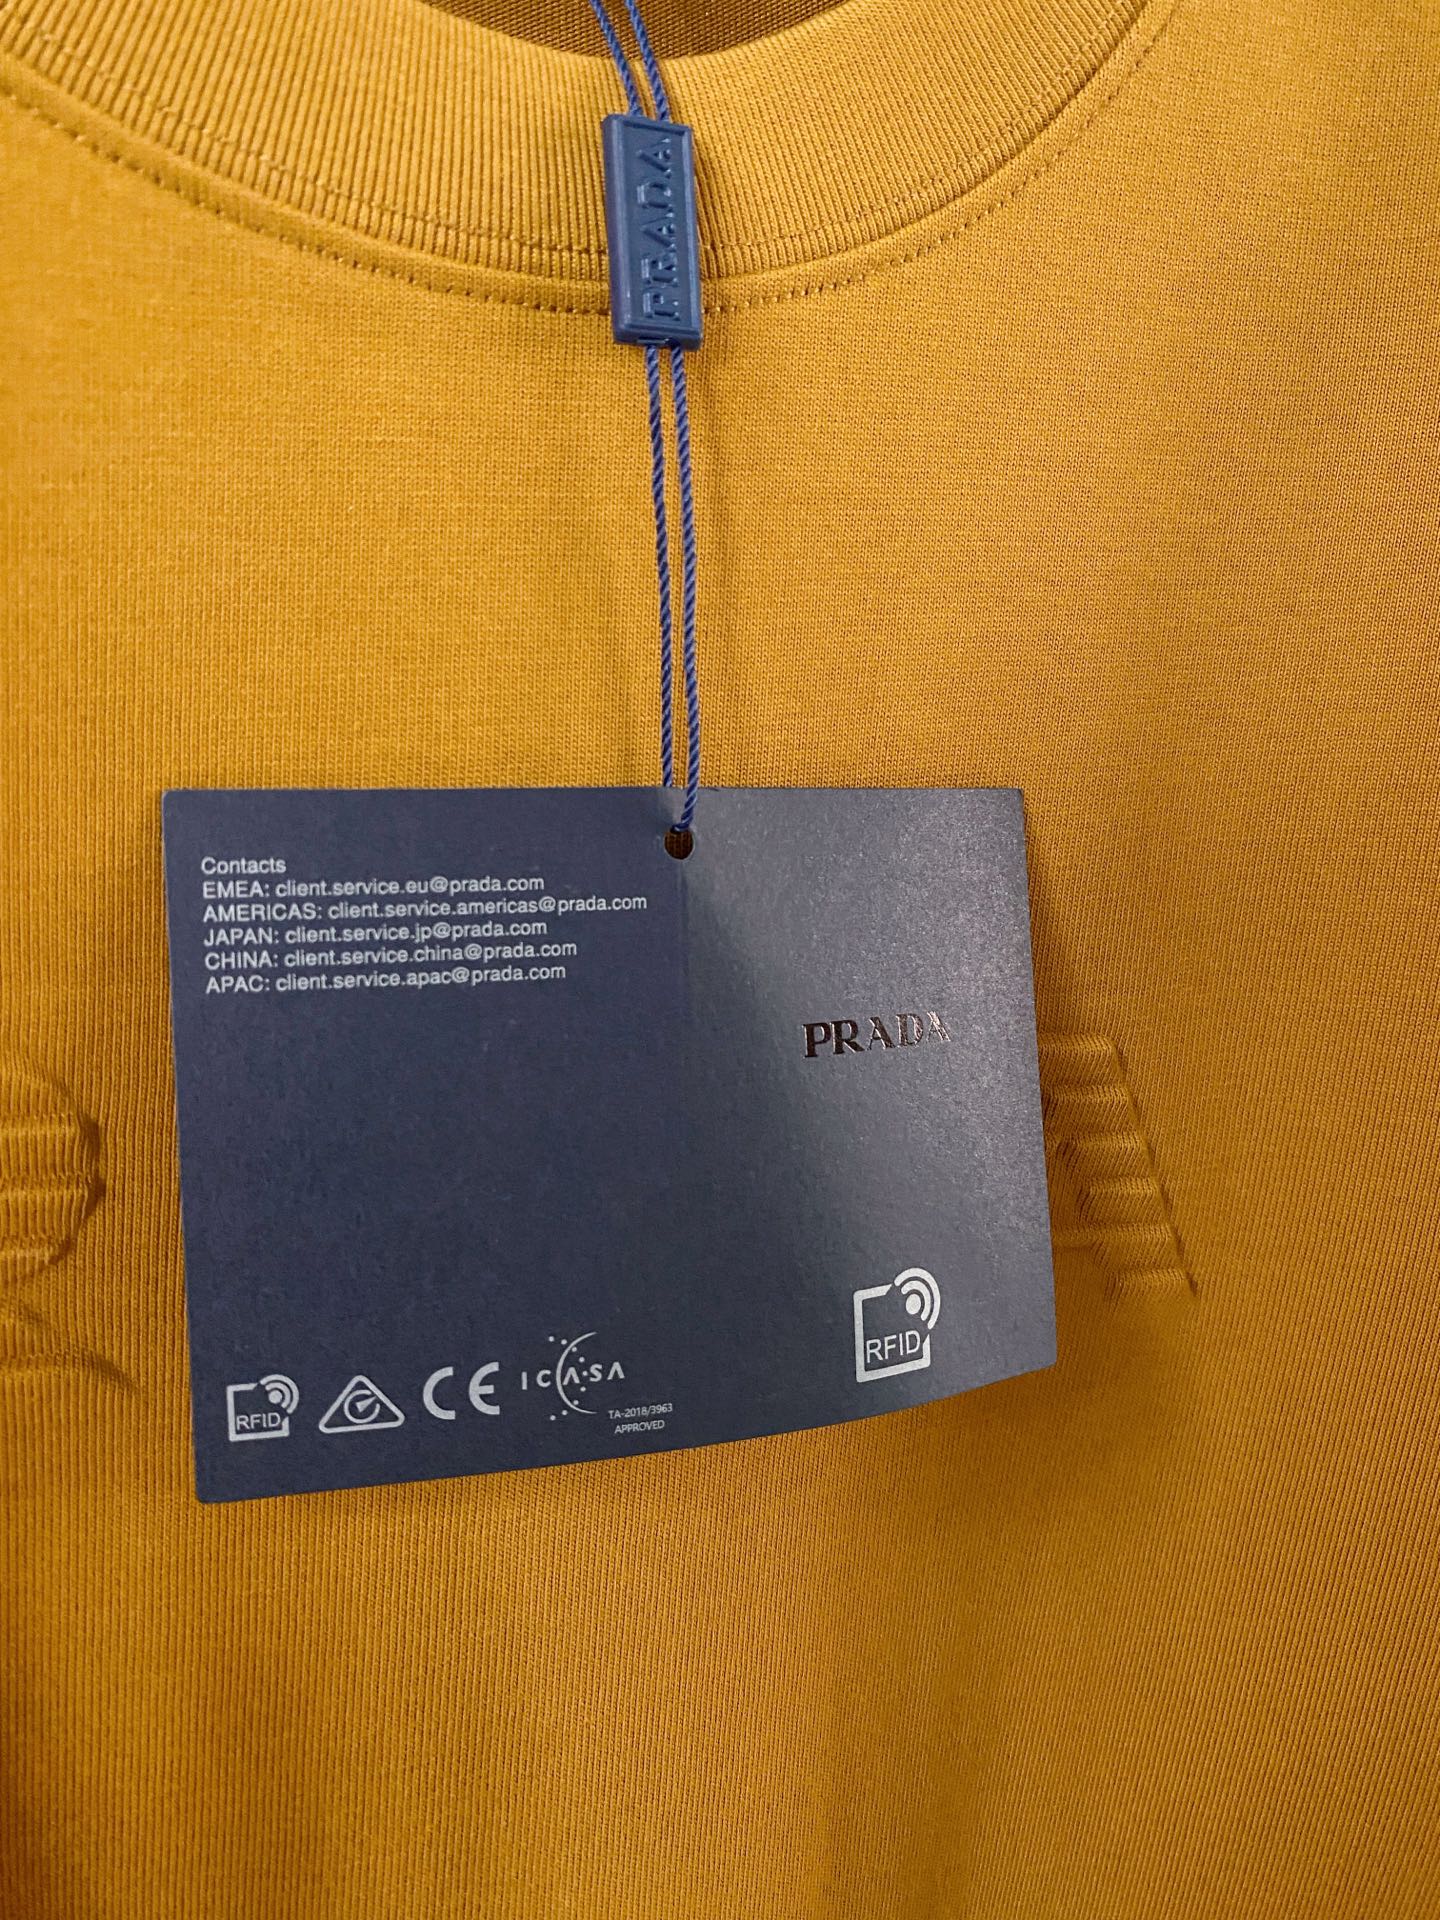 PRADA
Contacts
EMEA: client.service.eu@prada.com
AMERICAS: client.service.americas@prada.com
JAPAN: client.service.jp@prada.com
CHINA: client.service.china@prada.com
APAC: client.service.apac@prada.com
PRADA
RFID
RFID
CE
ICASA
TA-2018/3963
APPROVED